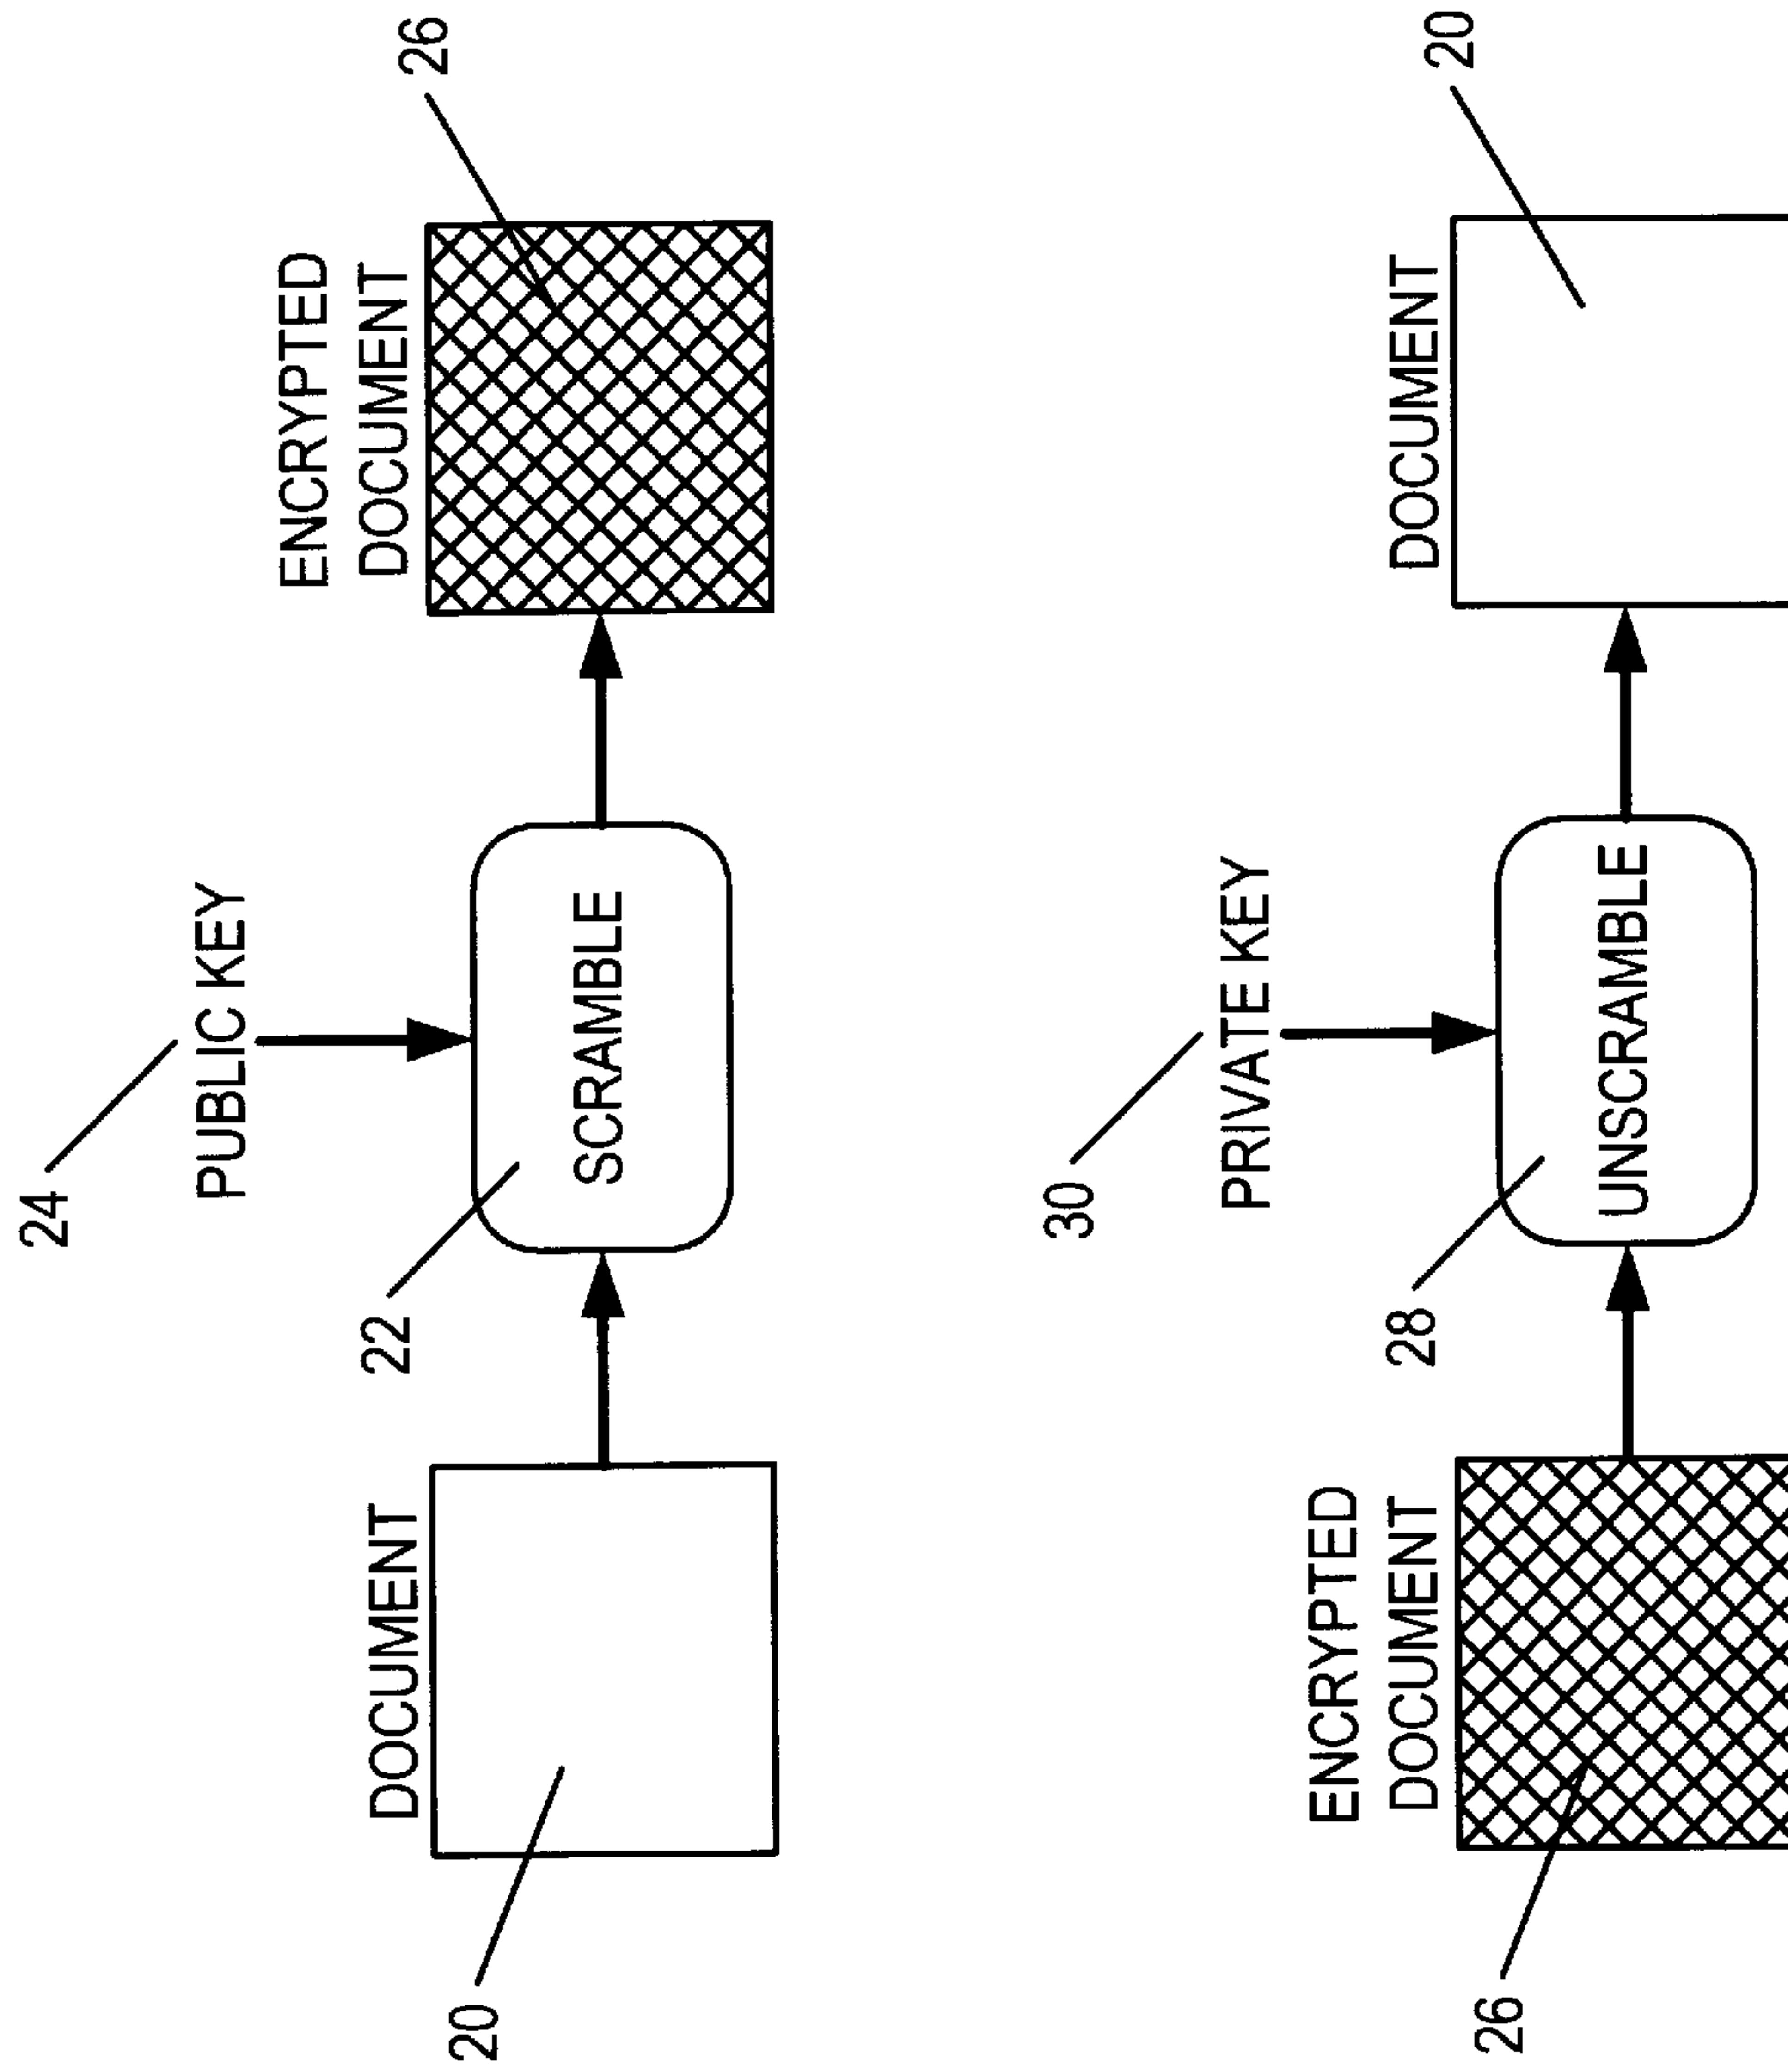 24
PUBLIC KEY
26
ENCRYPTED
DOCUMENT
DOCUMENT
22
SCRAMBLE
20
30
PRIVATE KEY
ENCRYPTED
DOCUMENT
28
UNSCRAMBLE
DOCUMENT
20
26